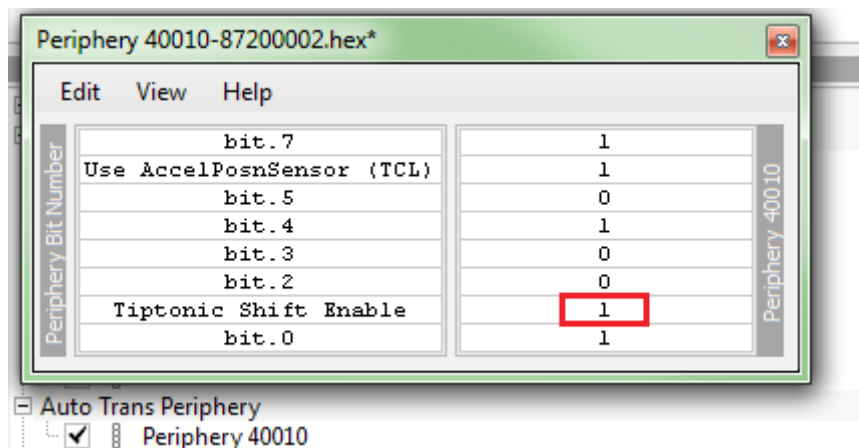 Periphery 40010-87200002.hex*
Edit View Help
Periphery Bit Number
bit.7 1
Use AccelPosnSensor (TCL) 1
bit.5 0
bit.4 1
bit.3 0
bit.2 0
Tiptonic Shift Enable 1
bit.0 1
Periphery 40010
Auto Trans Periphery
Periphery 40010